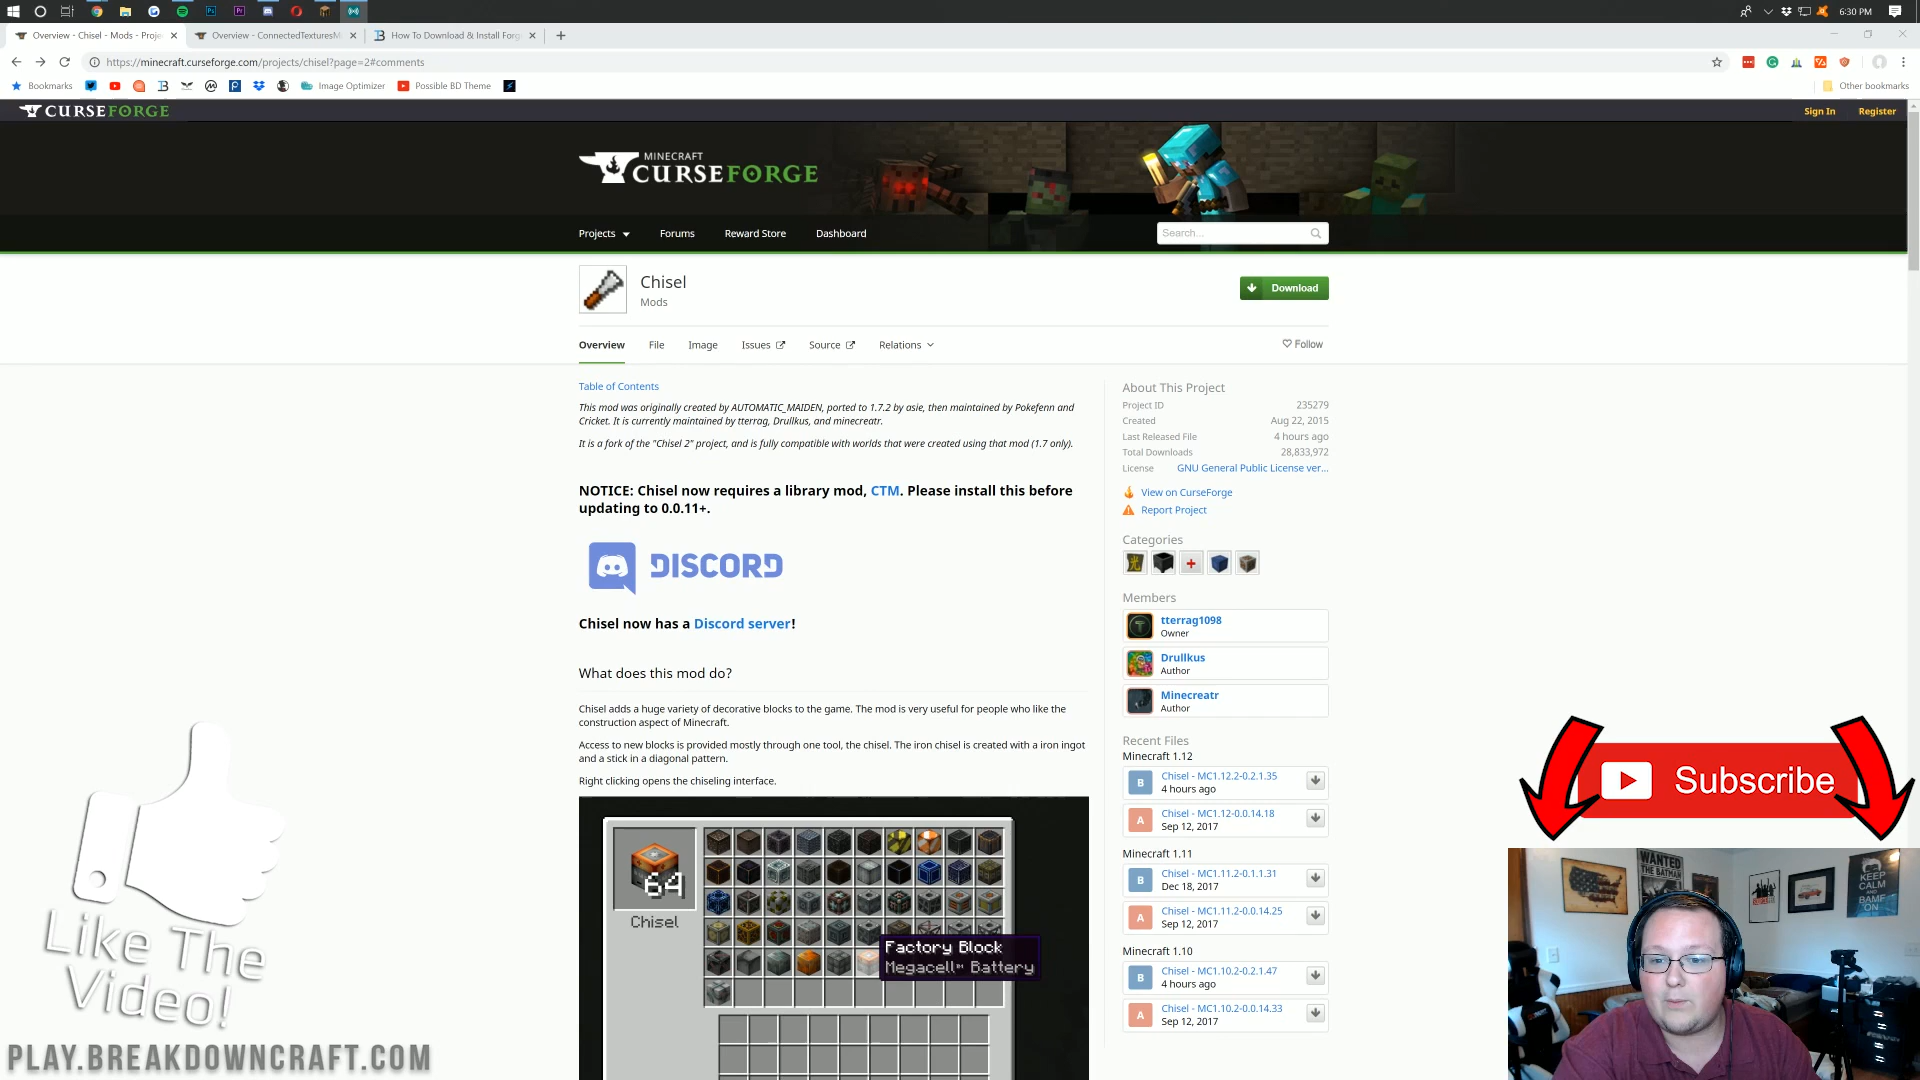 6:30 PM
Overview - Chisel - Mods - Proje
Overview - ConnectedTexturesM
How To Download & Install Forg
https://minecraft.curseforge.com/projects/chisel?page=2#comments
Bookmarks
Image Optimizer
Possible BD Theme
Other bookmarks
CURSEFORGE
Sign In
Register
MINECRAFT
CURSEFORGE
Projects
Forums
Reward Store
Dashboard
Search...
Chisel
Mods
Download
Overview
File
Image
Issues
Source
Relations
Follow
Table of Contents
This mod was originally created by AUTOMATIC_MAIDEN, ported to 1.7.2 by asie, then maintained by Pokefenn and
Cricket. It is currently maintained by tterrag, Drullkus, and minecreatr.
It is a fork of the "Chisel 2" project, and is fully compatible with worlds that were created using that mod (1.7 only).
NOTICE: Chisel now requires a library mod, CTM. Please install this before
updating to 0.0.11+.
DISCORD
Chisel now has a Discord server!
What does this mod do?
Chisel adds a huge variety of decorative blocks to the game. The mod is very useful for people who like the
construction aspect of Minecraft.
Access to new blocks is provided mostly through one tool, the chisel. The iron chisel is created with a iron ingot
and a stick in a diagonal pattern.
Right clicking opens the chiseling interface.
64
Chisel
Factory Block
Megacell™ Battery
About This Project
Project ID 235279
Created Aug 22, 2015
Last Released File 4 hours ago
Total Downloads 28,833,972
License GNU General Public License ver...
View on CurseForge
Report Project
Categories
Members
tterrag1098
Owner
Drullkus
Author
Minecreatr
Author
Recent Files
Minecraft 1.12
B Chisel - MC1.12.2-0.2.1.35
4 hours ago
A Chisel - MC1.12-0.0.14.18
Sep 12, 2017
Minecraft 1.11
B Chisel - MC1.11.2-0.1.1.31
Dec 18, 2017
A Chisel - MC1.11.2-0.0.14.25
Sep 12, 2017
Minecraft 1.10
B Chisel - MC1.10.2-0.2.1.47
4 hours ago
A Chisel - MC1.10.2-0.0.14.33
Sep 12, 2017
Like The
Video!
PLAY.BREAKDOWNCRAFT.COM
Subscribe
WANTED
THE BATMAN
KEEP
CALM
AND
BAMF
ON